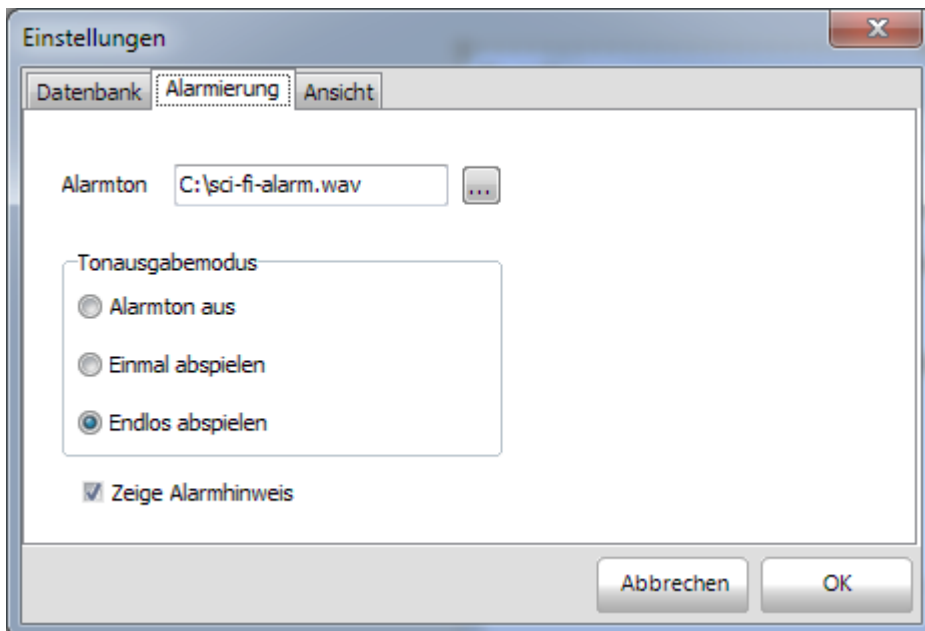 Einstellungen
Datenbank Alarmierung Ansicht
Alarmton C:\sci-fi-alarm.wav ...
Tonausgabemodus
Alarmton aus
Einmal abspielen
Endlos abspielen
Zeige Alarmhinweis
Abbrechen OK